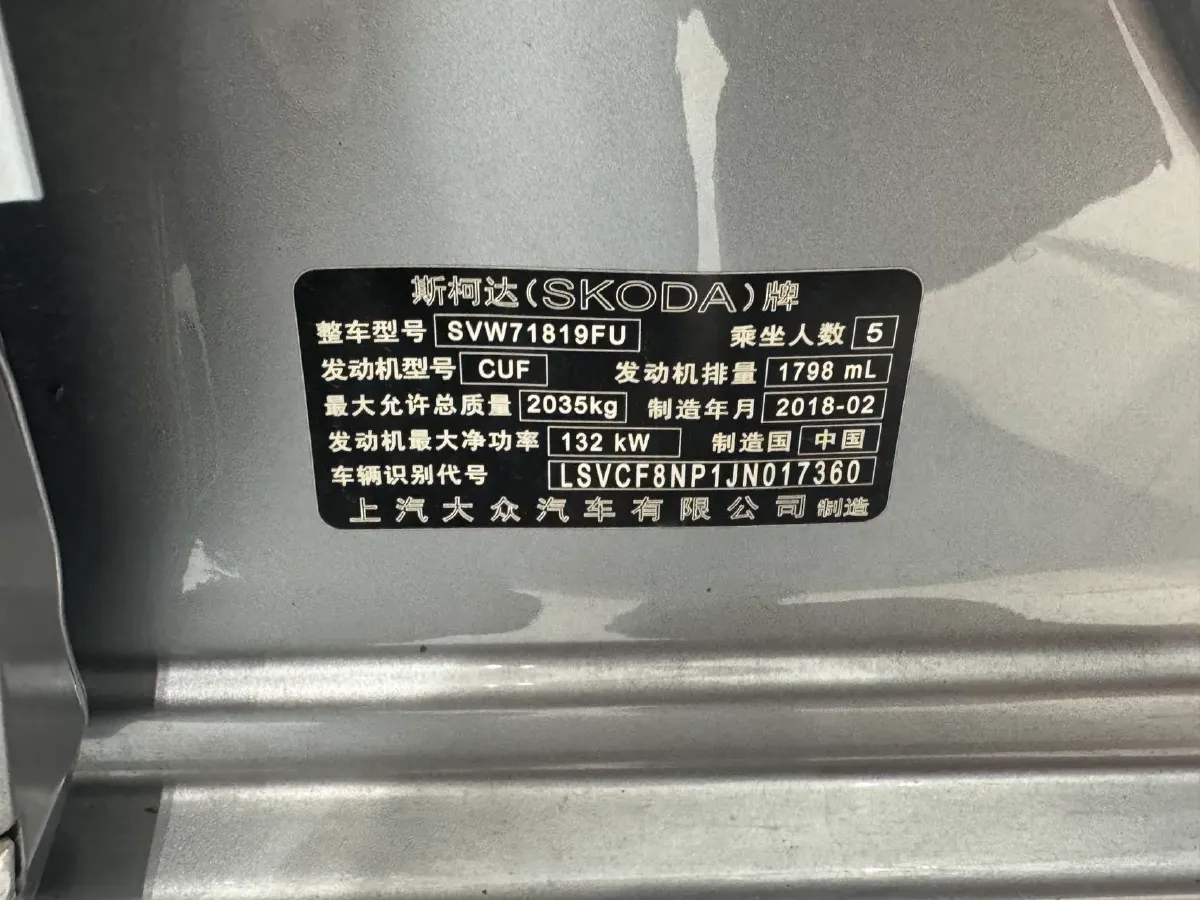 斯柯达(SKODA)牌
整车型号 SVW71819FU 乘坐人数 5
发动机型号 CUF 发动机排量 1798 mL
最大允许总质量 2035kg 制造年月 2018-02
发动机最大净功率 132 kW 制造国 中国
车辆识别代号 LSVCF8NP1JN017360
上汽大众汽车有限公司 制造